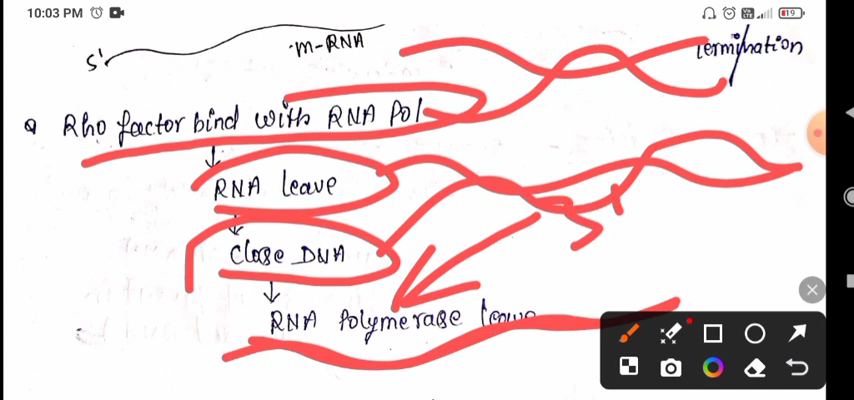 10:03 PM 19
5' m-RNA Termination
Rho factor bind with RNA Pol
RNA leave
Close DNA
RNA Polymerase leave